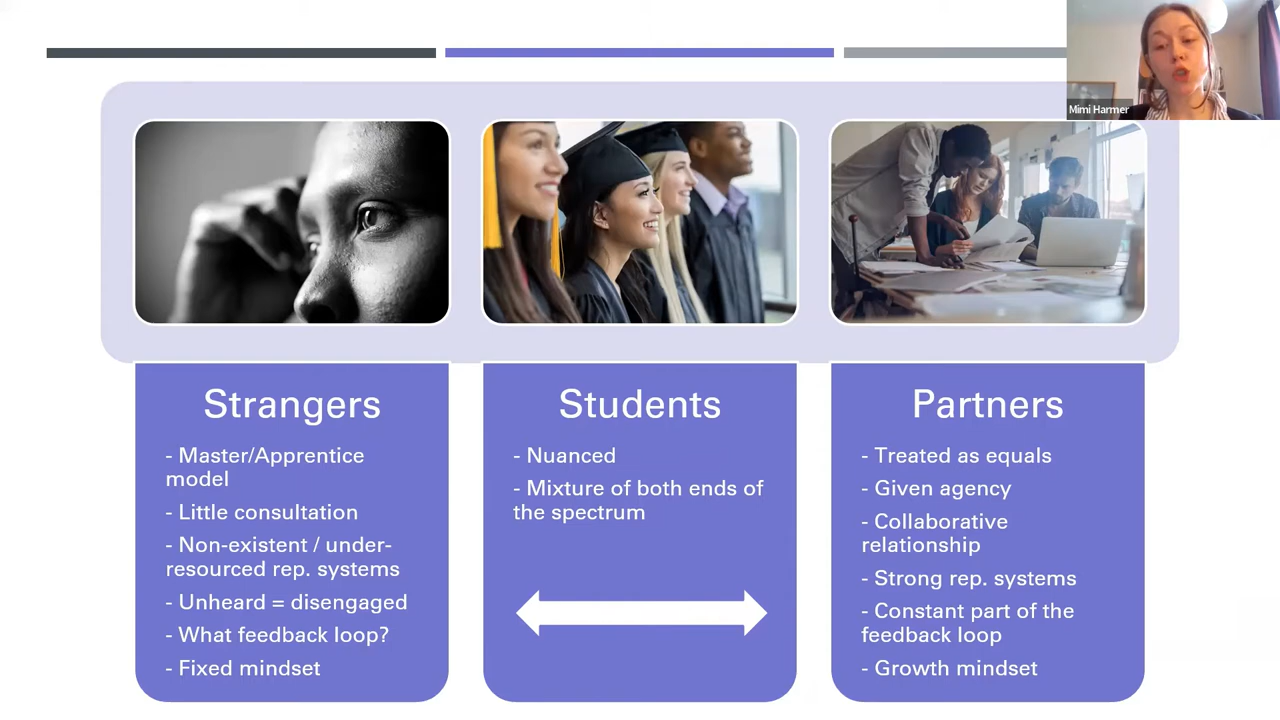 Mimi Harmer
Strangers
- Master/Apprentice
model
- Little consultation
- Non-existent / under-
resourced rep. systems
- Unheard = disengaged
- What feedback loop?
- Fixed mindset
Students
- Nuanced
- Mixture of both ends of
the spectrum
Partners
- Treated as equals
- Given agency
- Collaborative
relationship
- Strong rep. systems
- Constant part of the
feedback loop
- Growth mindset